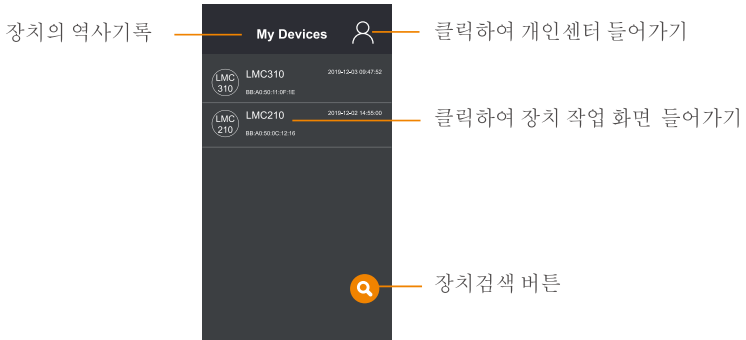 장치의 역사기록
My Devices
클릭하여 개인센터 들어가기
LMC
310
LMC310
2019-12-03 09:47:52
BB:A0:50:11:0F:1E
LMC
210
LMC210
2019-12-02 14:55:00
BB:A0:50:0C:12:16
클릭하여 장치 작업 화면 들어가기
장치검색 버튼